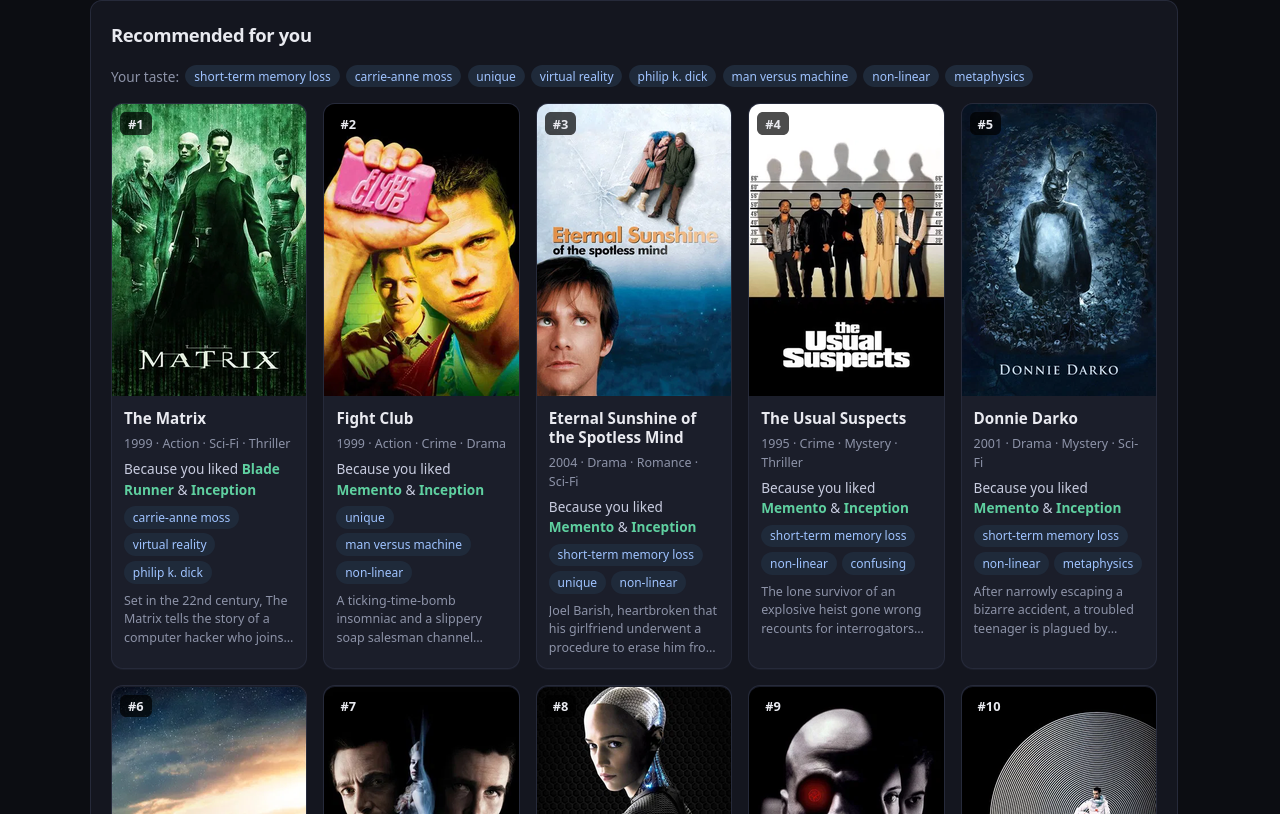 Recommended for you
Your taste: short-term memory loss carrie-anne moss unique virtual reality philip k. dick man versus machine non-linear metaphysics
#1
THE
MATRIX
The Matrix
1999 · Action · Sci-Fi · Thriller
Because you liked Blade
Runner & Inception
carrie-anne moss
virtual reality
philip k. dick
Set in the 22nd century, The
Matrix tells the story of a
computer hacker who joins…
#2
FIGHT
CLUB
Fight Club
1999 · Action · Crime · Drama
Because you liked
Memento & Inception
unique
man versus machine
non-linear
A ticking-time-bomb
insomniac and a slippery
soap salesman channel…
#3
Eternal Sunshine
of the spotless mind
Eternal Sunshine of
the Spotless Mind
2004 · Drama · Romance ·
Sci-Fi
Because you liked
Memento & Inception
short-term memory loss
unique non-linear
Joel Barish, heartbroken that
his girlfriend underwent a
procedure to erase him fro…
#4
the
Usual
Suspects
The Usual Suspects
1995 · Crime · Mystery ·
Thriller
Because you liked
Memento & Inception
short-term memory loss
non-linear confusing
The lone survivor of an
explosive heist gone wrong
recounts for interrogators…
#5
DONNIE DARKO
Donnie Darko
2001 · Drama · Mystery · Sci-
Fi
Because you liked
Memento & Inception
short-term memory loss
non-linear metaphysics
After narrowly escaping a
bizarre accident, a troubled
teenager is plagued by…
#6
#7
#8
#9
#10